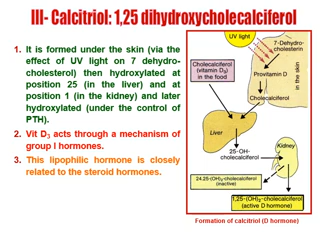 III- Calcitriol: 1,25 dihydroxycholecalciferol
1. It is formed under the skin (via the
effect of UV light on 7 dehydro-
cholesterol) then hydroxylated at
position 25 (in the liver) and at
position 1 (in the kidney) and later
hydroxylated (under the control of
PTH).
2. Vit D3 acts through a mechanism of
group I hormones.
3. This lipophilic hormone is closely
related to the steroid hormones.
UV light
7 -Dehydro-
cholesterin
Cholecalciferol
(vitamin D3)
in the food
Provitamin D
in the skin
Cholecalciferol
Liver
25-OH-
cholecalciferol
Kidney
24,25-(OH)2-cholecalciferol
(inactive)
1,25-(OH)2-cholecalciferol
(active D hormone)
Formation of calcitriol (D hormone)